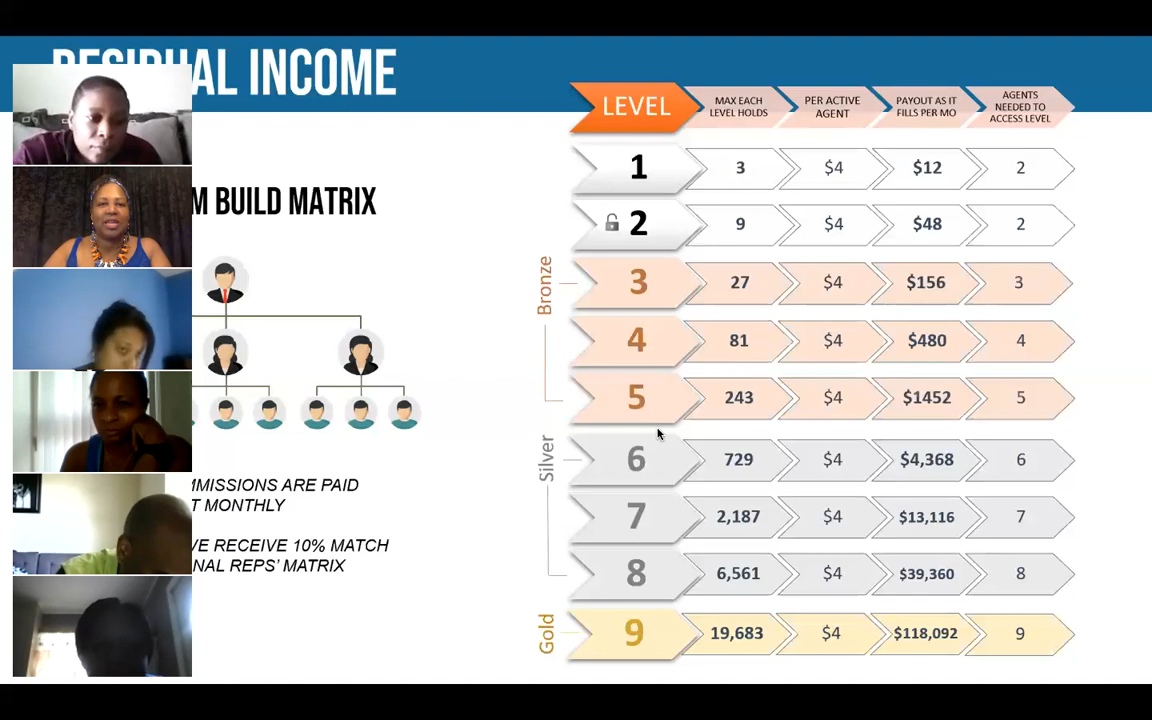 RESIDUAL INCOME
M BUILD MATRIX
MMISSIONS ARE PAID
T MONTHLY
VE RECEIVE 10% MATCH
NAL REPS' MATRIX
LEVEL
MAX EACH
LEVEL HOLDS
PER ACTIVE
AGENT
PAYOUT AS IT
FILLS PER MO
AGENTS
NEEDED TO
ACCESS LEVEL
1 3 $4 $12 2
2 9 $4 $48 2
Bronze
3 27 $4 $156 3
4 81 $4 $480 4
5 243 $4 $1452 5
Silver
6 729 $4 $4,368 6
7 2,187 $4 $13,116 7
8 6,561 $4 $39,360 8
Gold
9 19,683 $4 $118,092 9